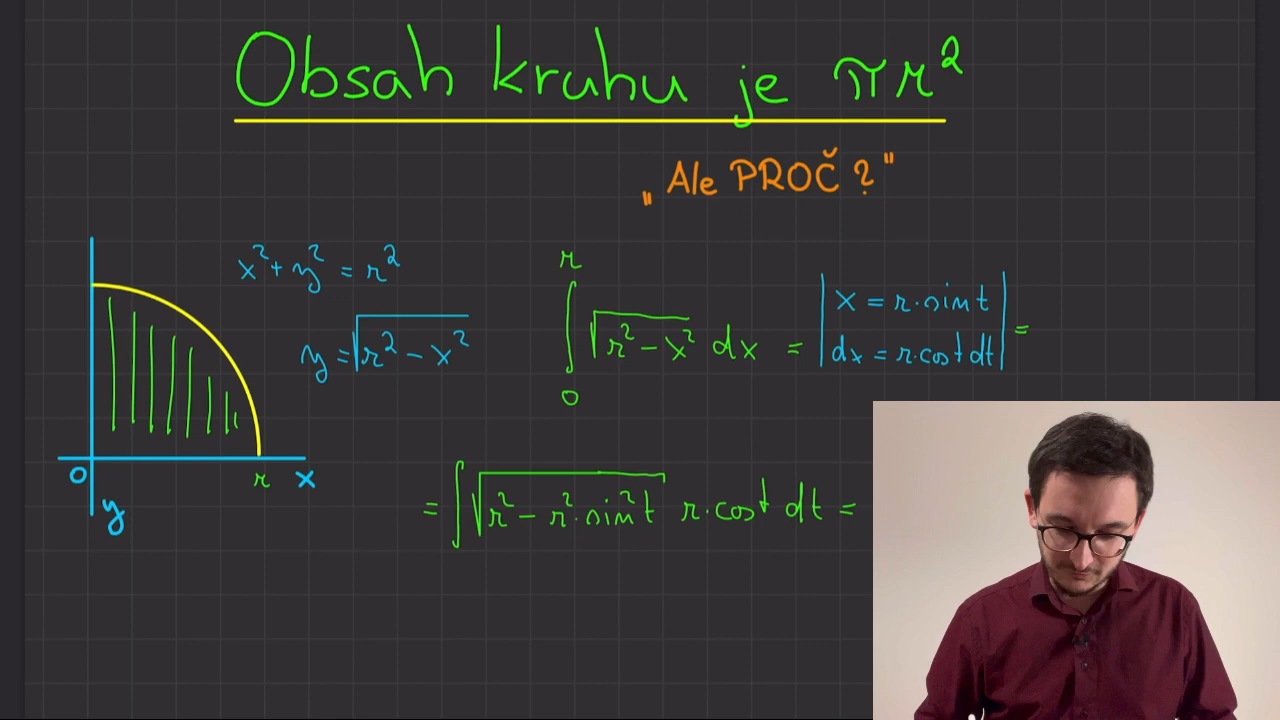 Obsah kruhu je πr²
„Ale PROČ?"
x² + y² = r²
y = √(r² − x²)
0
r
x
y
∫₀ʳ √(r² − x²) dx = | x = r·sin t
dx = r·cos t dt | =
= ∫ √(r² − r²·sin²t) r·cos t dt =